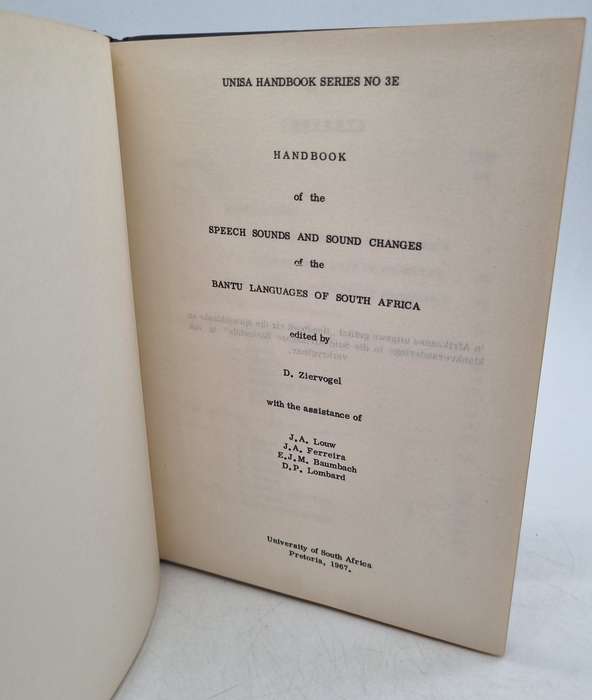 UNISA HANDBOOK SERIES NO 3E
HANDBOOK
of the
SPEECH SOUNDS AND SOUND CHANGES
of the
BANTU LANGUAGES OF SOUTH AFRICA
edited by
D. Ziervogel
with the assistance of
J.A. Louw
J.A. Ferreira
E.J.M. Baumbach
D.P. Lombard
University of South Africa
Pretoria, 1967.